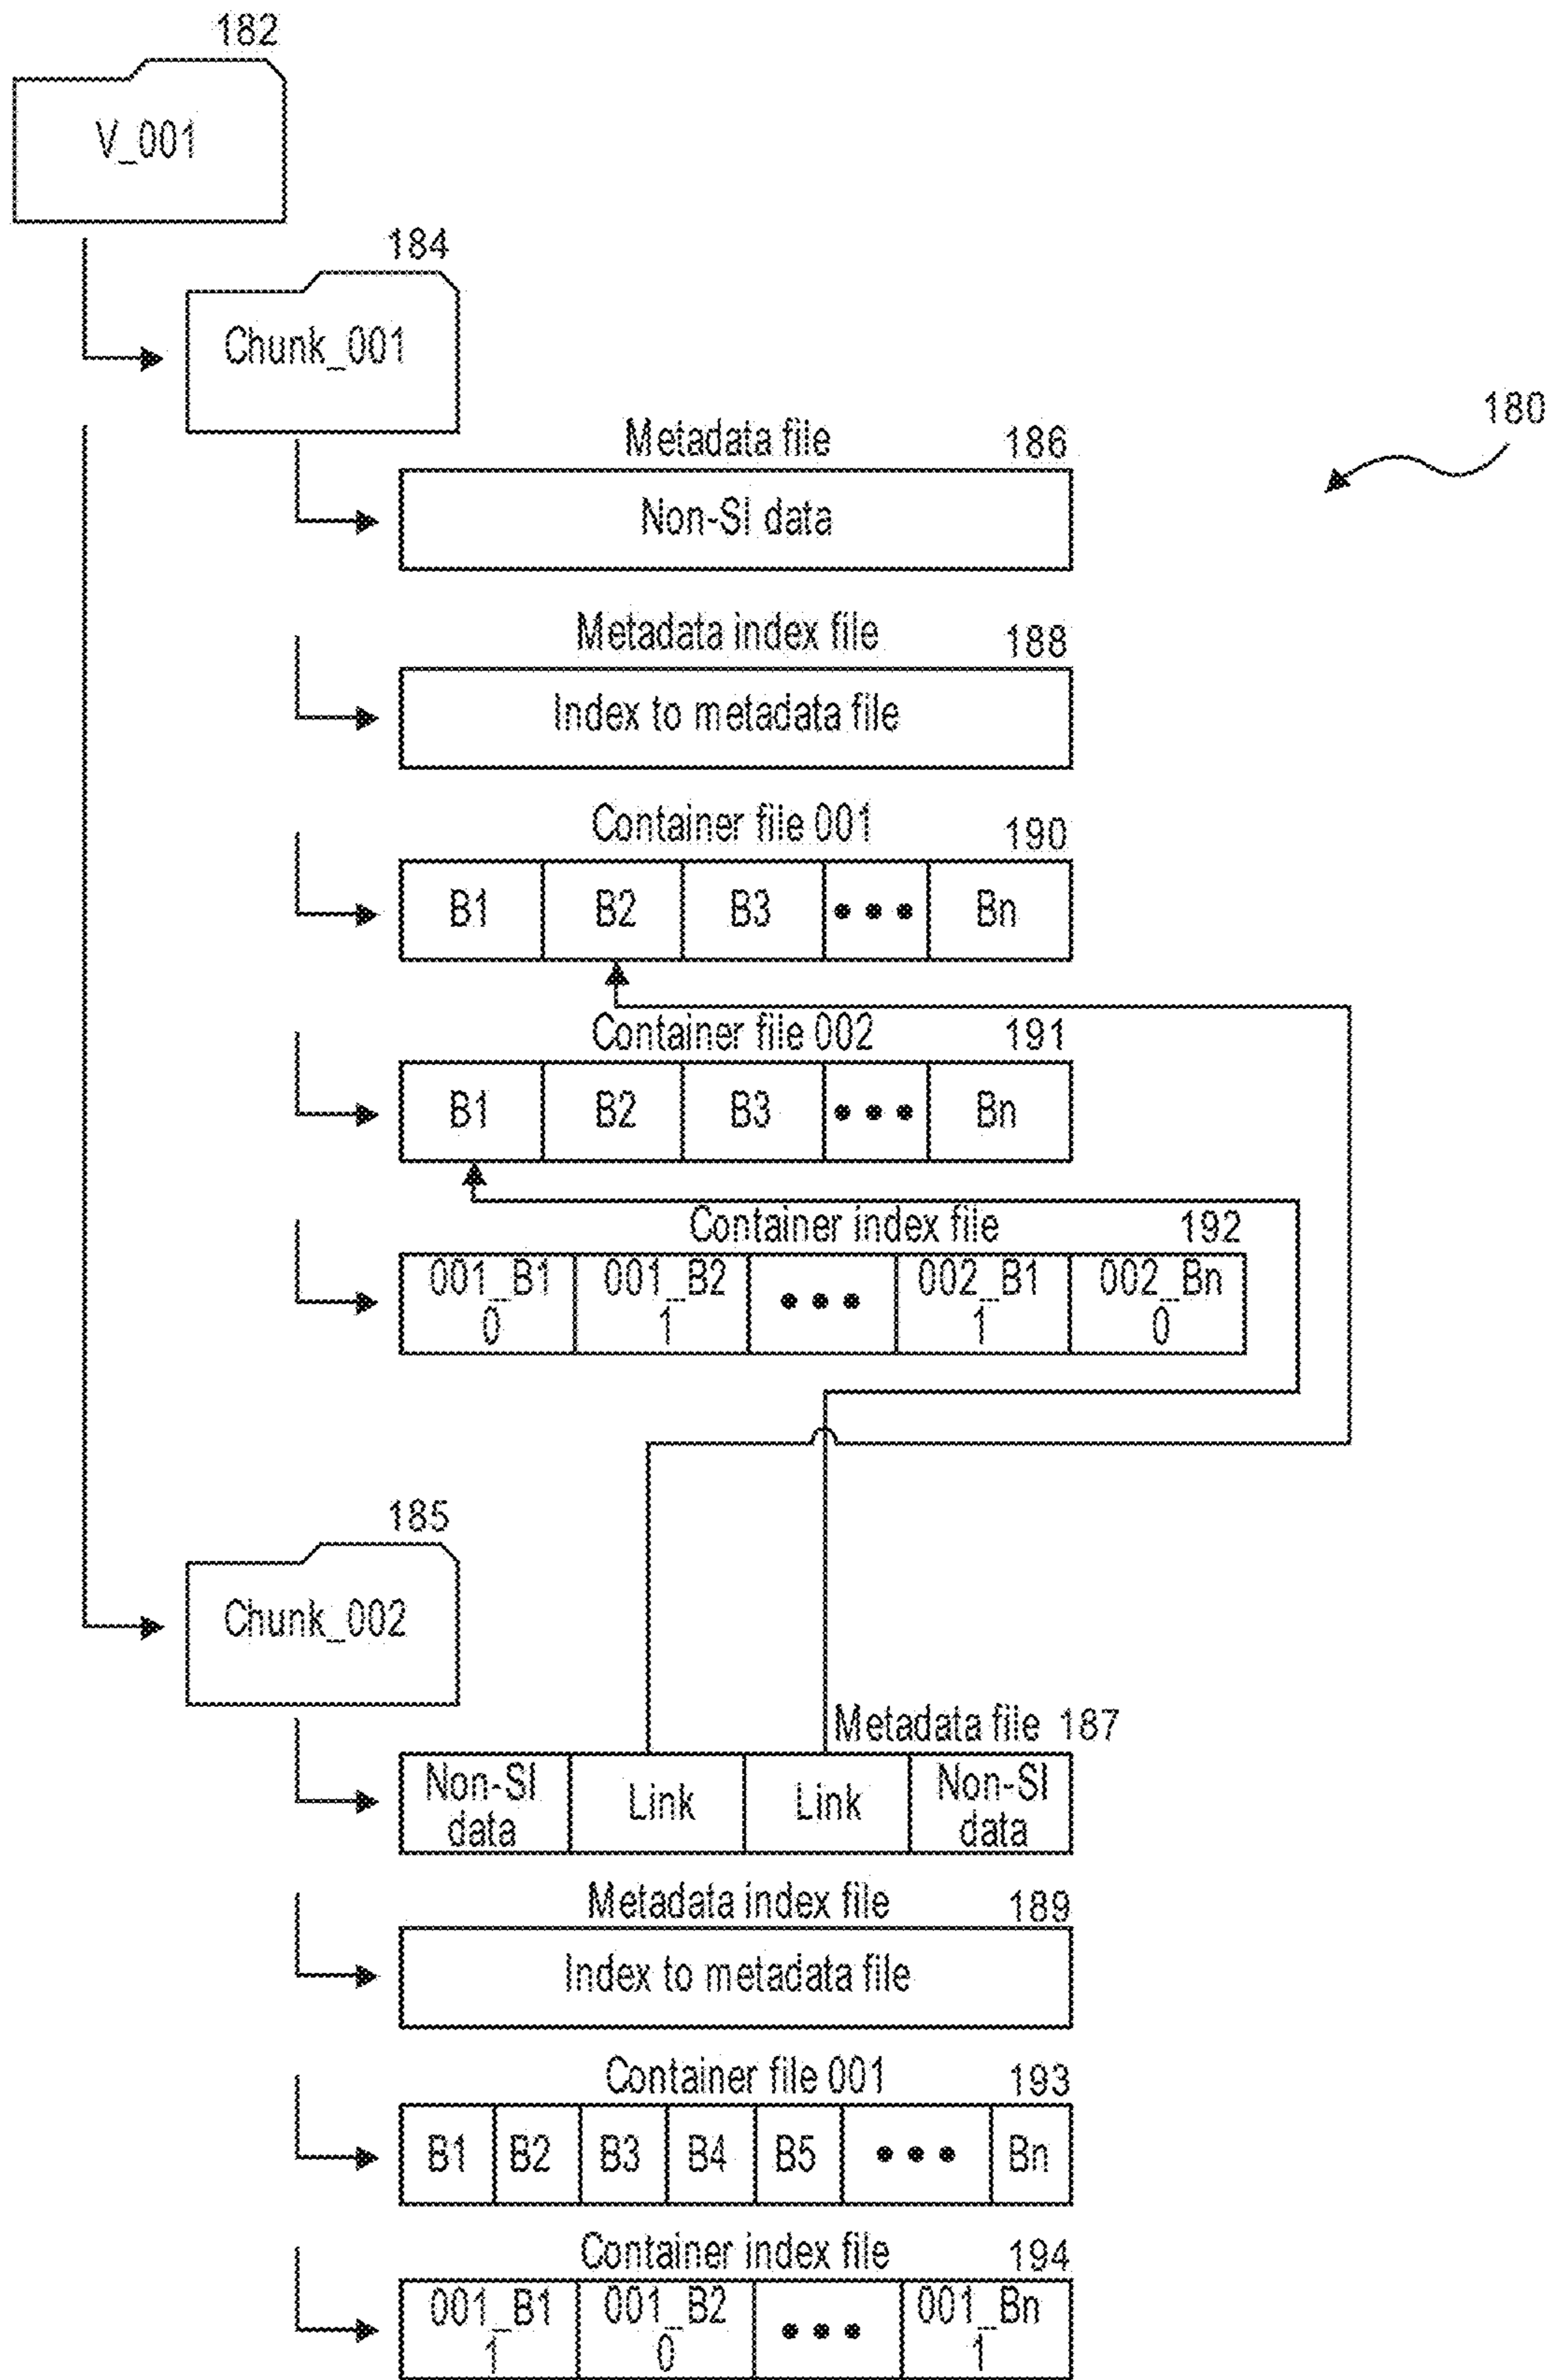 182
V_001
184
Chunk_001
180
Metadata file 186
Non-SI data
Metadata index file 188
Index to metadata file
Container file 001 190
B1 B2 B3 ••• Bn
Container file 002 191
B1 B2 B3 ••• Bn
Container index file 192
001_B1 001_B2 ••• 002_B1 002_Bn
0 1 1 0
185
Chunk_002
Metadata file 187
Non-SI Link Link Non-SI
data data
Metadata index file 189
Index to metadata file
Container file 001 193
B1 B2 B3 B4 B5 ••• Bn
Container index file 194
001_B1 001_B2 ••• 001_Bn
1 0 1